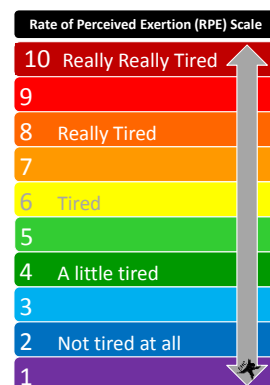 Rate of Perceived Exertion (RPE) Scale
10 Really Really Tired
9
8 Really Tired
7
6 Tired
5
4 A little tired
3
2 Not tired at all
1